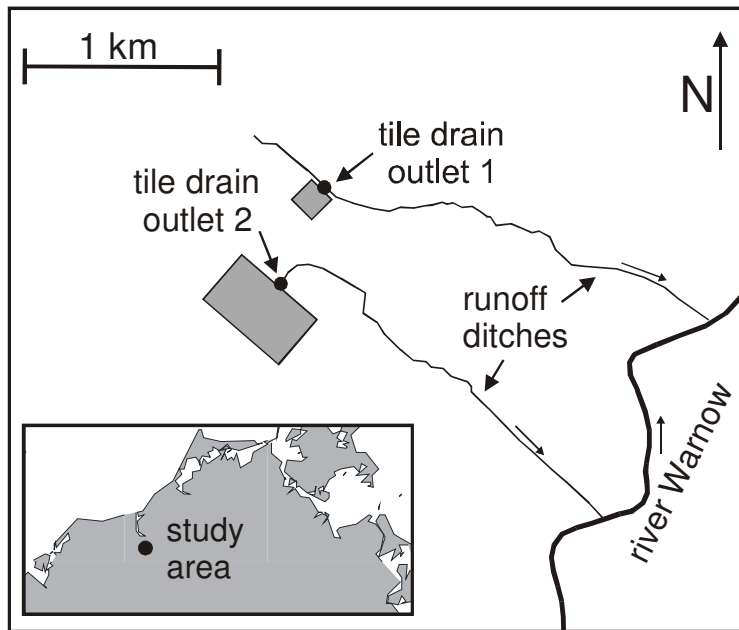 1 km
N
tile drain
outlet 1
tile drain
outlet 2
runoff
ditches
river Warnow
study
area